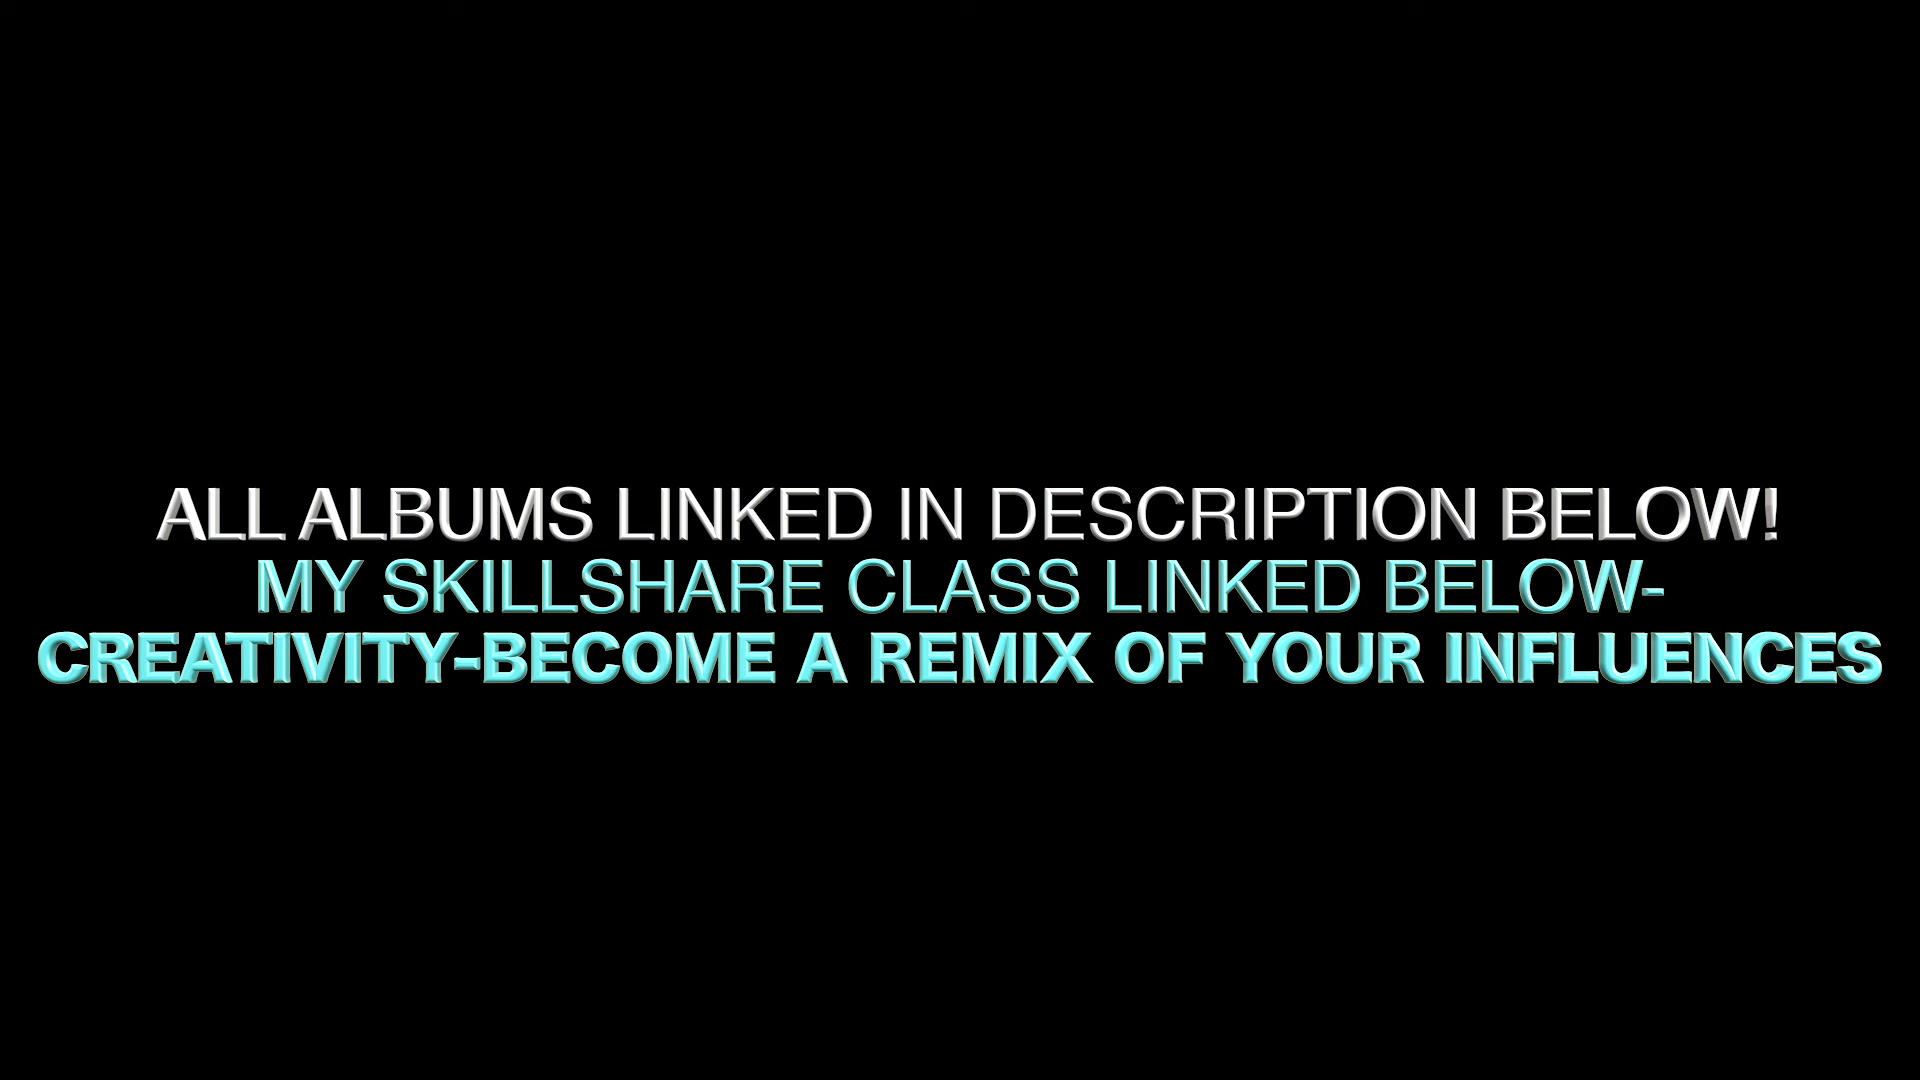 ALL ALBUMS LINKED IN DESCRIPTION BELOW!
MY SKILLSHARE CLASS LINKED BELOW-
CREATIVITY-BECOME A REMIX OF YOUR INFLUENCES